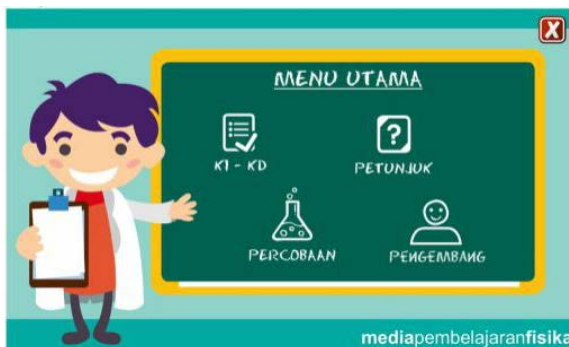 MENU UTAMA
KI - KD
PETUNJUK
PERCOBAAN
PENGEMBANG
mediapembelajaranfisika